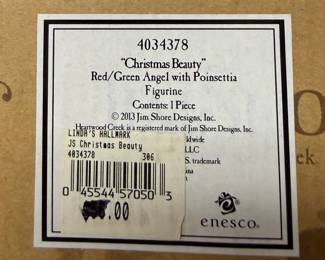 4034378
"Christmas Beauty"
Red/Green Angel with Poinsettia
Figurine
Contents: 1 Piece
© 2013 Jim Shore Designs, Inc.
Heartwood Creek is a registered mark of Jim Shore Designs, Inc.
LINDA'S HALLMARK
JS Christmas Beauty
4034378 306
0 45544 57050 3
.00
LLC
S. trademark
enesco